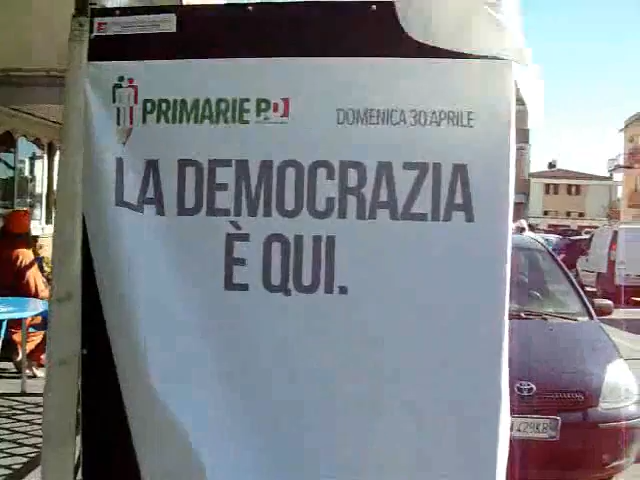 PRIMARIE PD
DOMENICA 30 APRILE
LA DEMOCRAZIA
È QUI.